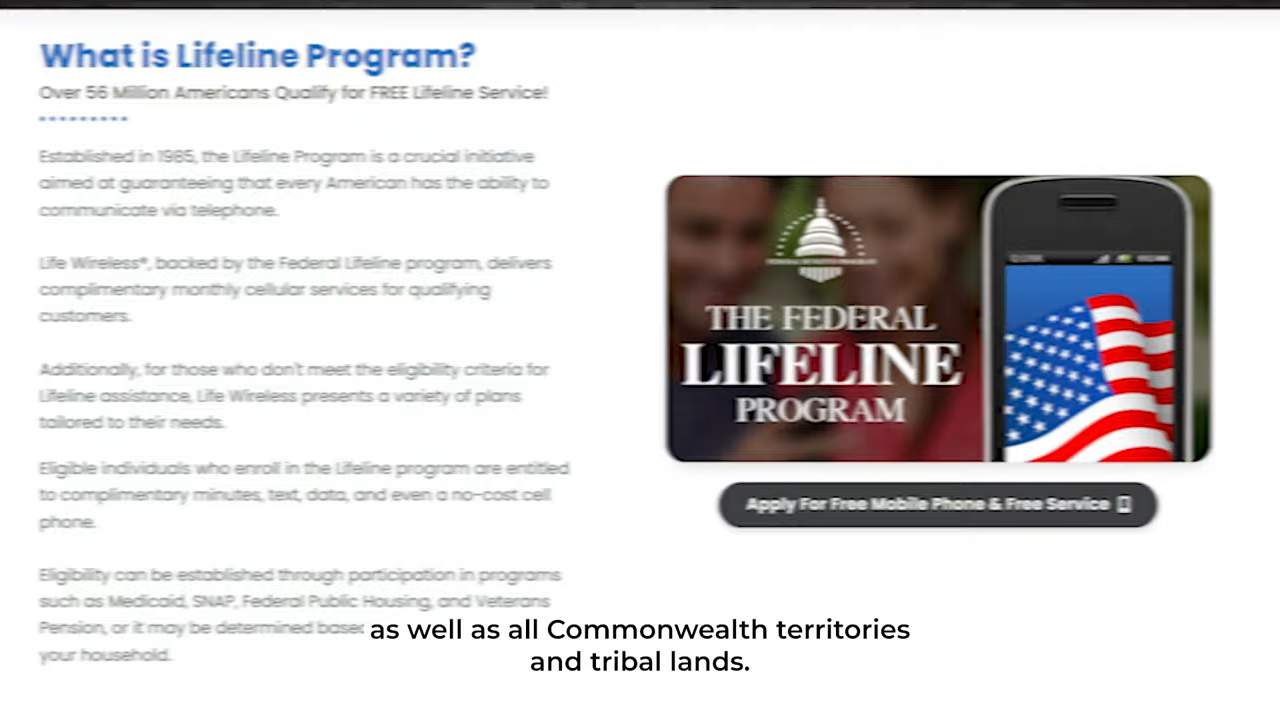 What is Lifeline Program?
Over 56 Million Americans Qualify for FREE Lifeline Service!
Established in 1985, the Lifeline Program is a crucial initiative
aimed at guaranteeing that every American has the ability to
communicate via telephone.
Life Wireless*, backed by the Federal Lifeline program, delivers
complimentary monthly cellular services for qualifying
customers.
Additionally, for those who don't meet the eligibility criteria for
Lifeline assistance, Life Wireless presents a variety of plans
tailored to their needs.
Eligible individuals who enroll in the Lifeline program are entitled
to complimentary minutes, text, data, and even a no-cost cell
phone.
Eligibility can be established through participation in programs
such as Medicaid, SNAP, Federal Public Housing, and Veterans
Pension, or it may be determined based
your household.
THE FEDERAL
LIFELINE
PROGRAM
Apply For Free Mobile Phone & Free Service
as well as all Commonwealth territories
and tribal lands.